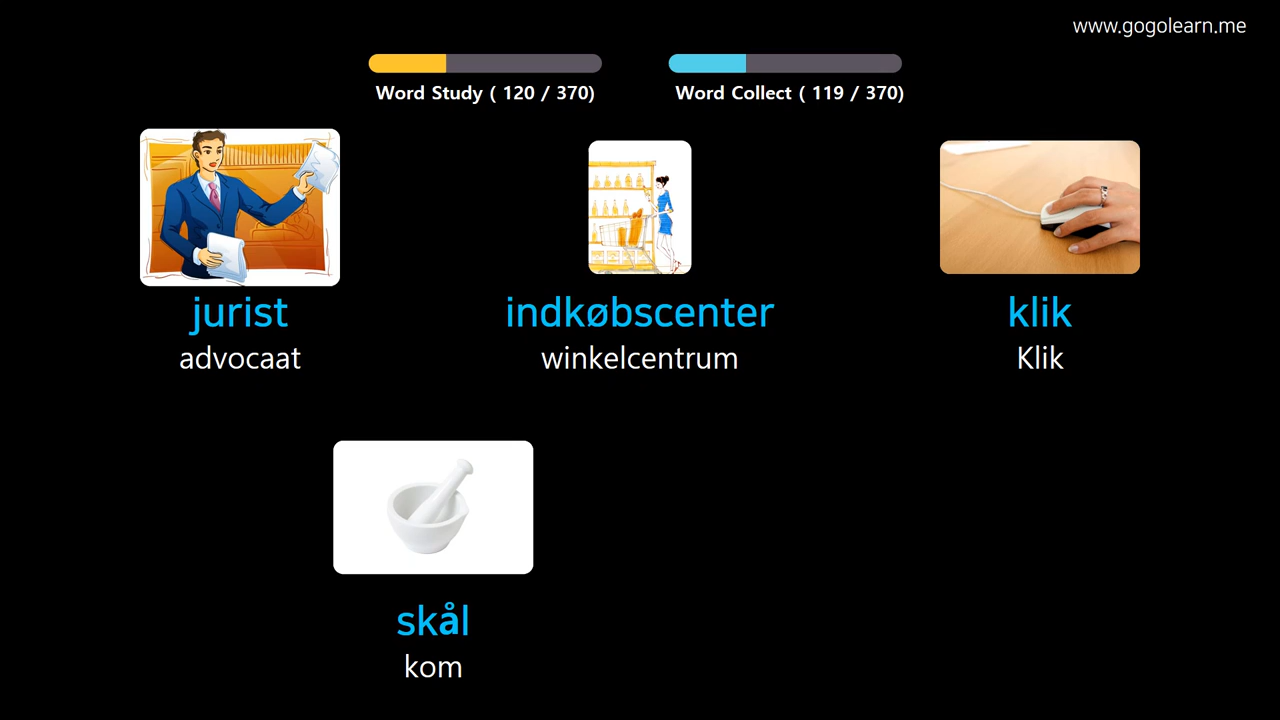 www.gogolearn.me
Word Study ( 120 / 370)
Word Collect ( 119 / 370)
jurist
advocaat
indkøbscenter
winkelcentrum
klik
Klik
skål
kom